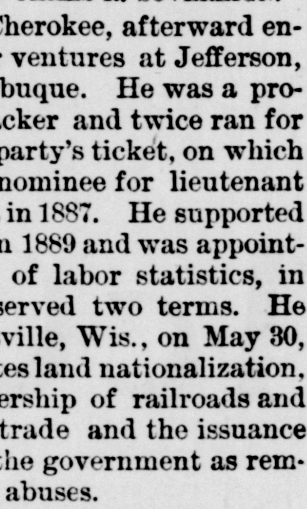 Cherokee, afterward en-
ventures at Jefferson,
buque. He was a pro-
cker and twice ran for
party's ticket, on which
nominee for lieutenant
in 1887. He supported
n 1889 and was appoint-
of labor statistics, in
served two terms. He
ville, Wis., on May 30,
es land nationalization,
ership of railroads and
trade and the issuance
the government as rem-
abuses.